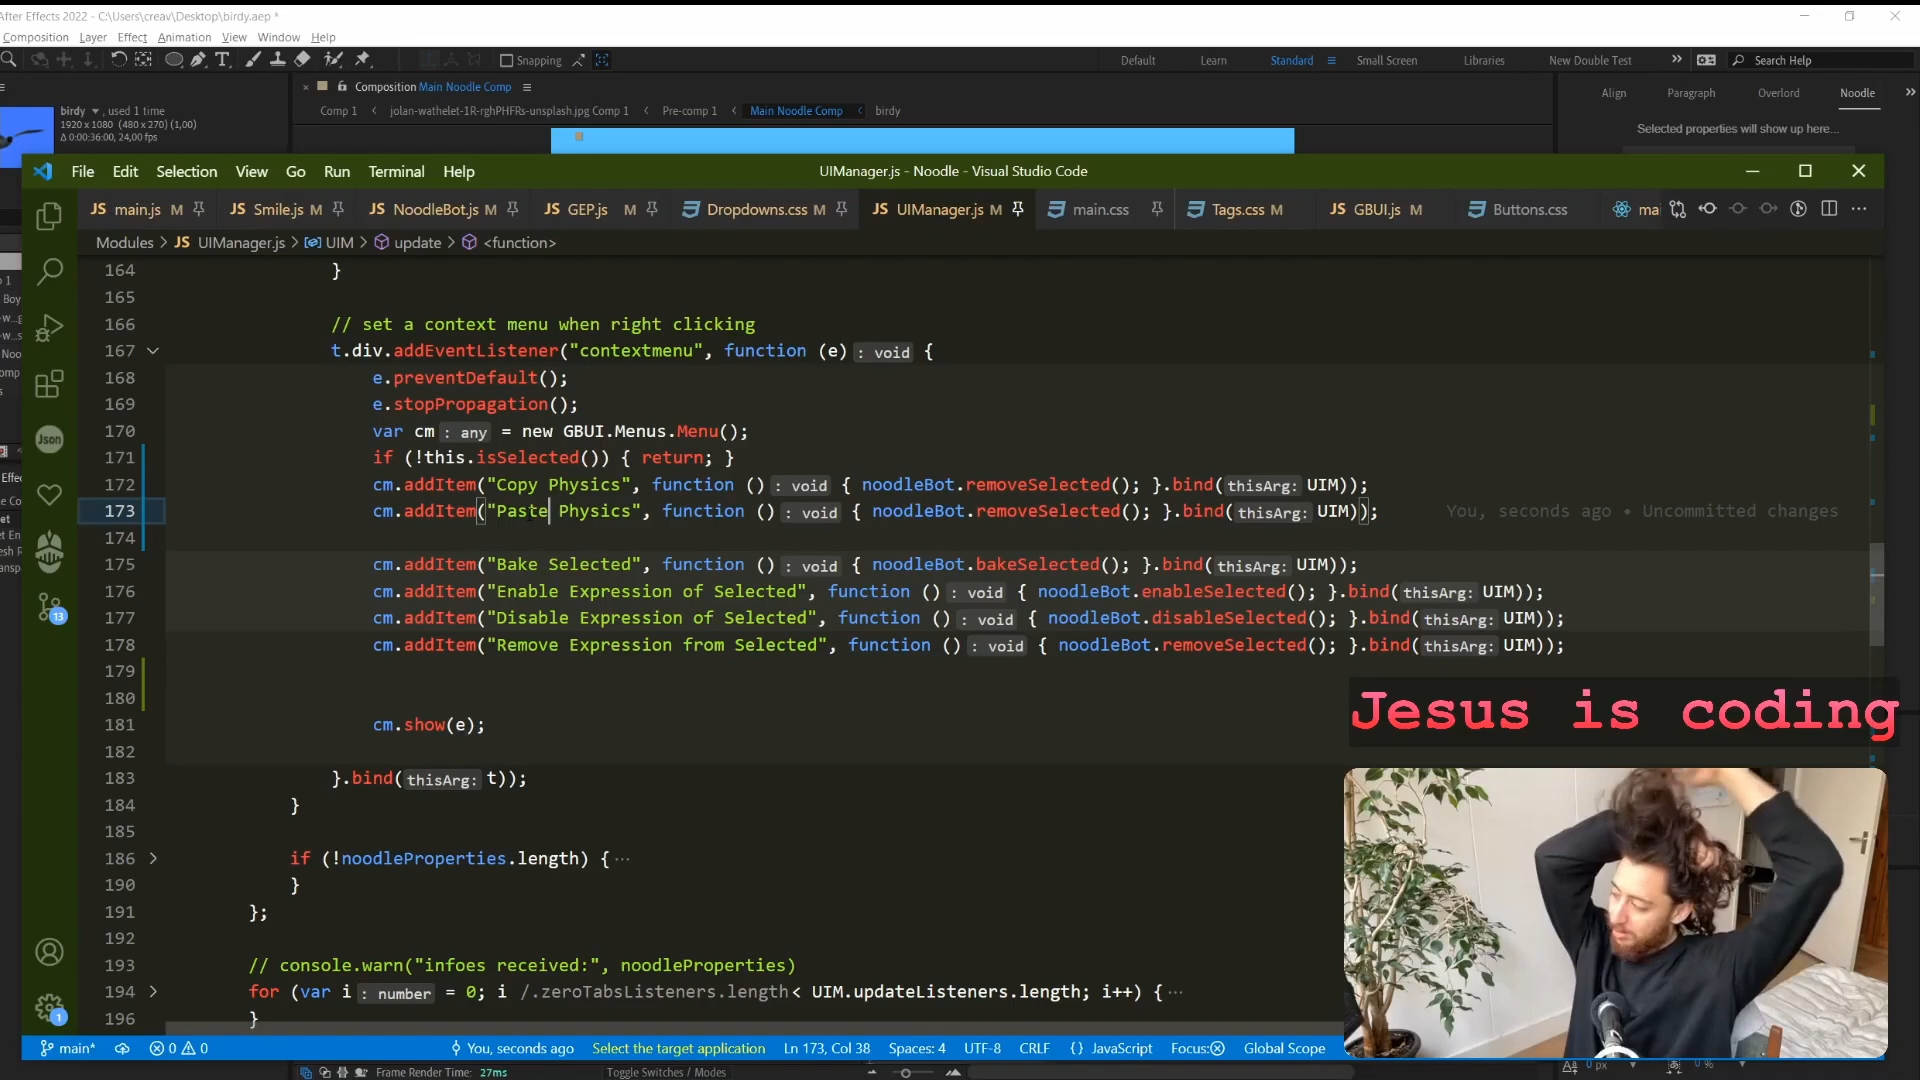 After Effects 2022 - C:\Users\creav\Desktop\birdy.aep *
Composition Layer Effect Animation View Window Help
Snapping
Default Learn Standard Small Screen Libraries New Double Test Search Help
Composition Main Noodle Comp
birdy , used 1 time
1920 x 1080 (480 x 270) (1,00)
Δ 0:00:36:00, 24,00 fps
Comp 1 jolan-wathelet-1R-rghPHFRs-unsplash.jpg Comp 1 Pre-comp 1 Main Noodle Comp birdy
Align Paragraph Overlord Noodle
Selected properties will show up here...
File Edit Selection View Go Run Terminal Help
UIManager.js - Noodle - Visual Studio Code
JS main.js M JS Smile.js M JS NoodleBot.js M JS GEP.js M Dropdowns.css M JS UIManager.js M main.css Tags.css M JS GBUI.js M Buttons.css mai
Modules > JS UIManager.js > UIM > update > <function>
164 }
165
166 // set a context menu when right clicking
167 t.div.addEventListener("contextmenu", function (e) : void {
168 e.preventDefault();
169 e.stopPropagation();
170 var cm : any = new GBUI.Menus.Menu();
171 if (!this.isSelected()) { return; }
172 cm.addItem("Copy Physics", function () : void { noodleBot.removeSelected(); }.bind(thisArg: UIM));
173 cm.addItem("Paste Physics", function () : void { noodleBot.removeSelected(); }.bind(thisArg: UIM)); You, seconds ago • Uncommitted changes
174
175 cm.addItem("Bake Selected", function () : void { noodleBot.bakeSelected(); }.bind(thisArg: UIM));
176 cm.addItem("Enable Expression of Selected", function () : void { noodleBot.enableSelected(); }.bind(thisArg: UIM));
177 cm.addItem("Disable Expression of Selected", function () : void { noodleBot.disableSelected(); }.bind(thisArg: UIM));
178 cm.addItem("Remove Expression from Selected", function () : void { noodleBot.removeSelected(); }.bind(thisArg: UIM));
179
180
181 cm.show(e);
182
183 }.bind(thisArg: t));
184 }
185
186 if (!noodleProperties.length) { ···
190 }
191 };
192
193 // console.warn("infoes received:", noodleProperties)
194 for (var i : number = 0; i /.zeroTabsListeners.length< UIM.updateListeners.length; i++) { ···
196 }
Json
13
1
Jesus is coding
main* 0 0 You, seconds ago Select the target application Ln 173, Col 38 Spaces: 4 UTF-8 CRLF {} JavaScript Focus: Global Scope
Frame Render Time: 27ms Toggle Switches / Modes 0 px 0 %